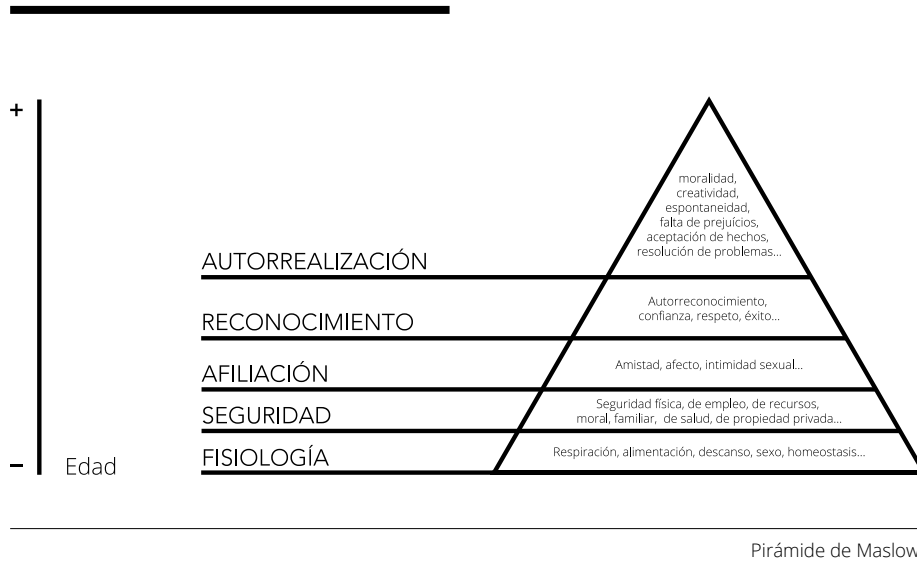 +
moralidad,
creatividad,
espontaneidad,
falta de prejuícios,
aceptación de hechos,
resolución de problemas...
AUTORREALIZACIÓN
Autorreconocimiento,
confianza, respeto, éxito...
RECONOCIMIENTO
Amistad, afecto, intimidad sexual...
AFILIACIÓN
Seguridad física, de empleo, de recursos,
moral, familiar, de salud, de propiedad privada...
SEGURIDAD
Respiración, alimentación, descanso, sexo, homeostasis...
FISIOLOGÍA
–
Edad
Pirámide de Maslow